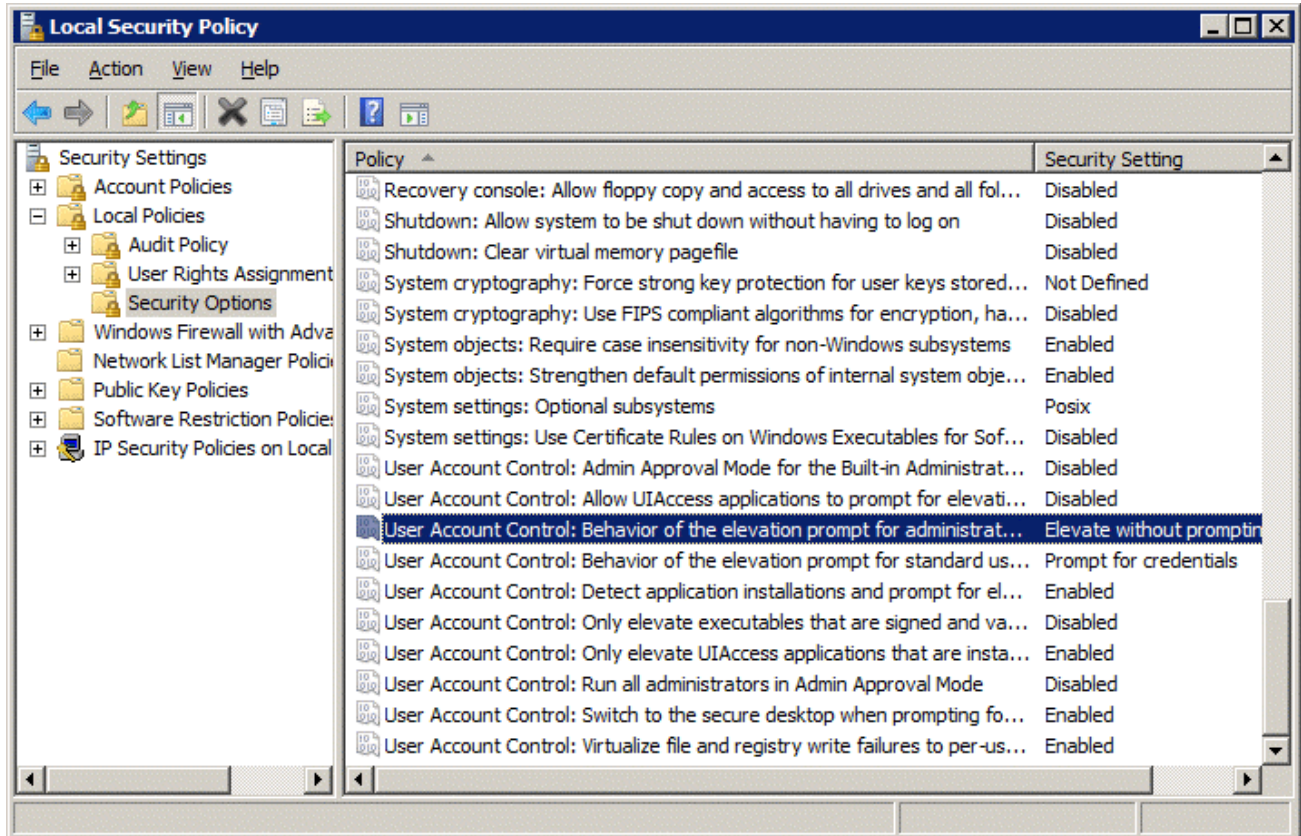 Local Security Policy
File Action View Help
Security Settings
Account Policies
Local Policies
Audit Policy
User Rights Assignment
Security Options
Windows Firewall with Adva
Network List Manager Polici
Public Key Policies
Software Restriction Policies
IP Security Policies on Local
Policy Security Setting
Recovery console: Allow floppy copy and access to all drives and all fol... Disabled
Shutdown: Allow system to be shut down without having to log on Disabled
Shutdown: Clear virtual memory pagefile Disabled
System cryptography: Force strong key protection for user keys stored... Not Defined
System cryptography: Use FIPS compliant algorithms for encryption, ha... Disabled
System objects: Require case insensitivity for non-Windows subsystems Enabled
System objects: Strengthen default permissions of internal system obje... Enabled
System settings: Optional subsystems Posix
System settings: Use Certificate Rules on Windows Executables for Sof... Disabled
User Account Control: Admin Approval Mode for the Built-in Administrat... Disabled
User Account Control: Allow UIAccess applications to prompt for elevati... Disabled
User Account Control: Behavior of the elevation prompt for administrat... Elevate without promptin
User Account Control: Behavior of the elevation prompt for standard us... Prompt for credentials
User Account Control: Detect application installations and prompt for el... Enabled
User Account Control: Only elevate executables that are signed and va... Disabled
User Account Control: Only elevate UIAccess applications that are insta... Enabled
User Account Control: Run all administrators in Admin Approval Mode Disabled
User Account Control: Switch to the secure desktop when prompting fo... Enabled
User Account Control: Virtualize file and registry write failures to per-us... Enabled